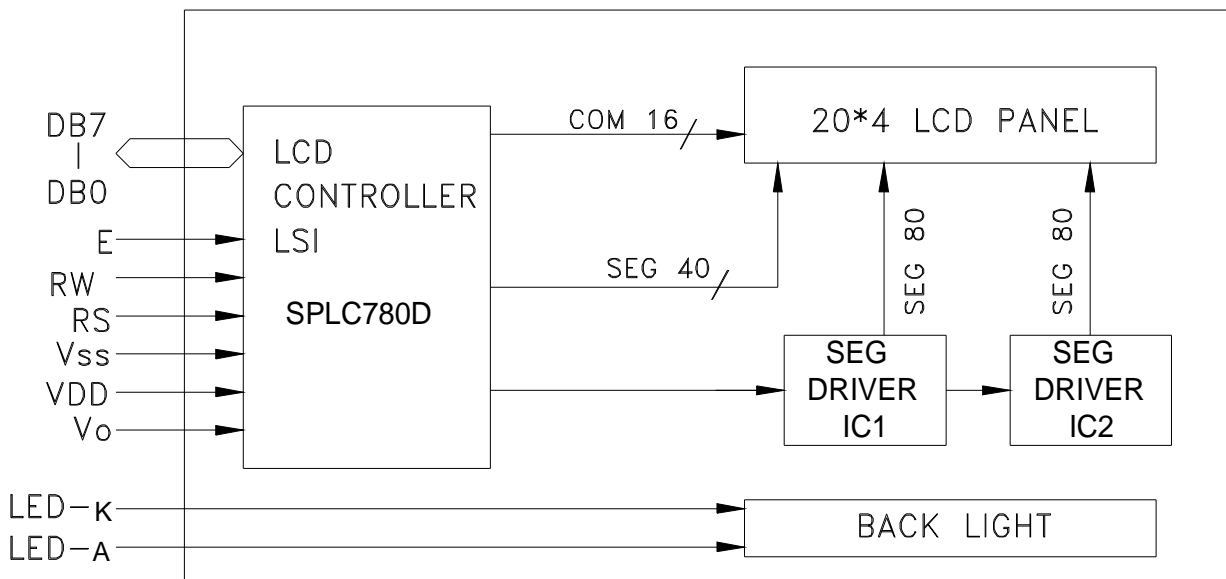 DB7
DB0
E
RW
RS
Vss
VDD
Vo
LED-K
LED-A
LCD
CONTROLLER
LSI
SPLC780D
COM 16
SEG 40
20*4 LCD PANEL
SEG 80
SEG 80
SEG
DRIVER
IC1
SEG
DRIVER
IC2
BACK LIGHT